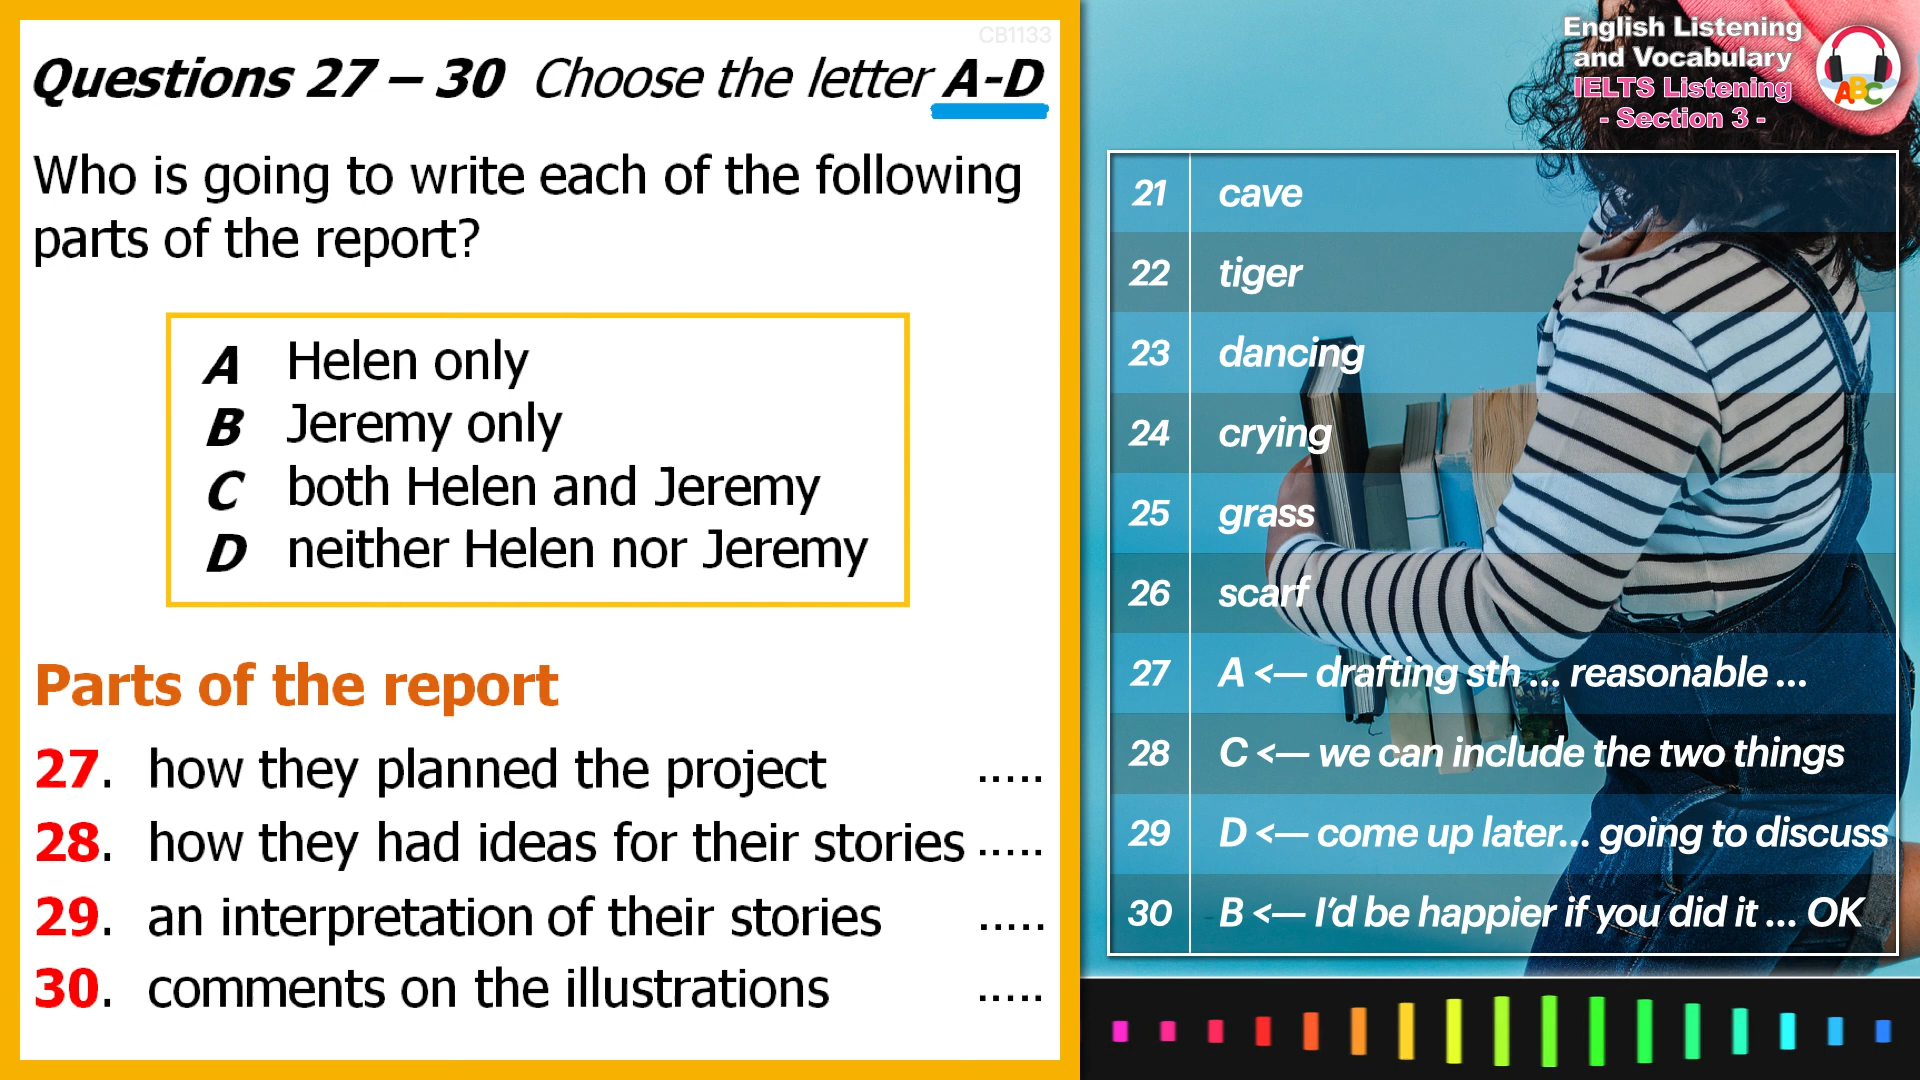 CB1133
Questions 27 – 30 Choose the letter A-D
Who is going to write each of the following
parts of the report?
A Helen only
B Jeremy only
C both Helen and Jeremy
D neither Helen nor Jeremy
Parts of the report
27. how they planned the project .....
28. how they had ideas for their stories .....
29. an interpretation of their stories .....
30. comments on the illustrations .....
English Listening
and Vocabulary
IELTS Listening
- Section 3 -
ABC
21 cave
22 tiger
23 dancing
24 crying
25 grass
26 scarf
27 A <— drafting sth ... reasonable ...
28 C <— we can include the two things
29 D <— come up later... going to discuss
30 B <— I’d be happier if you did it ... OK